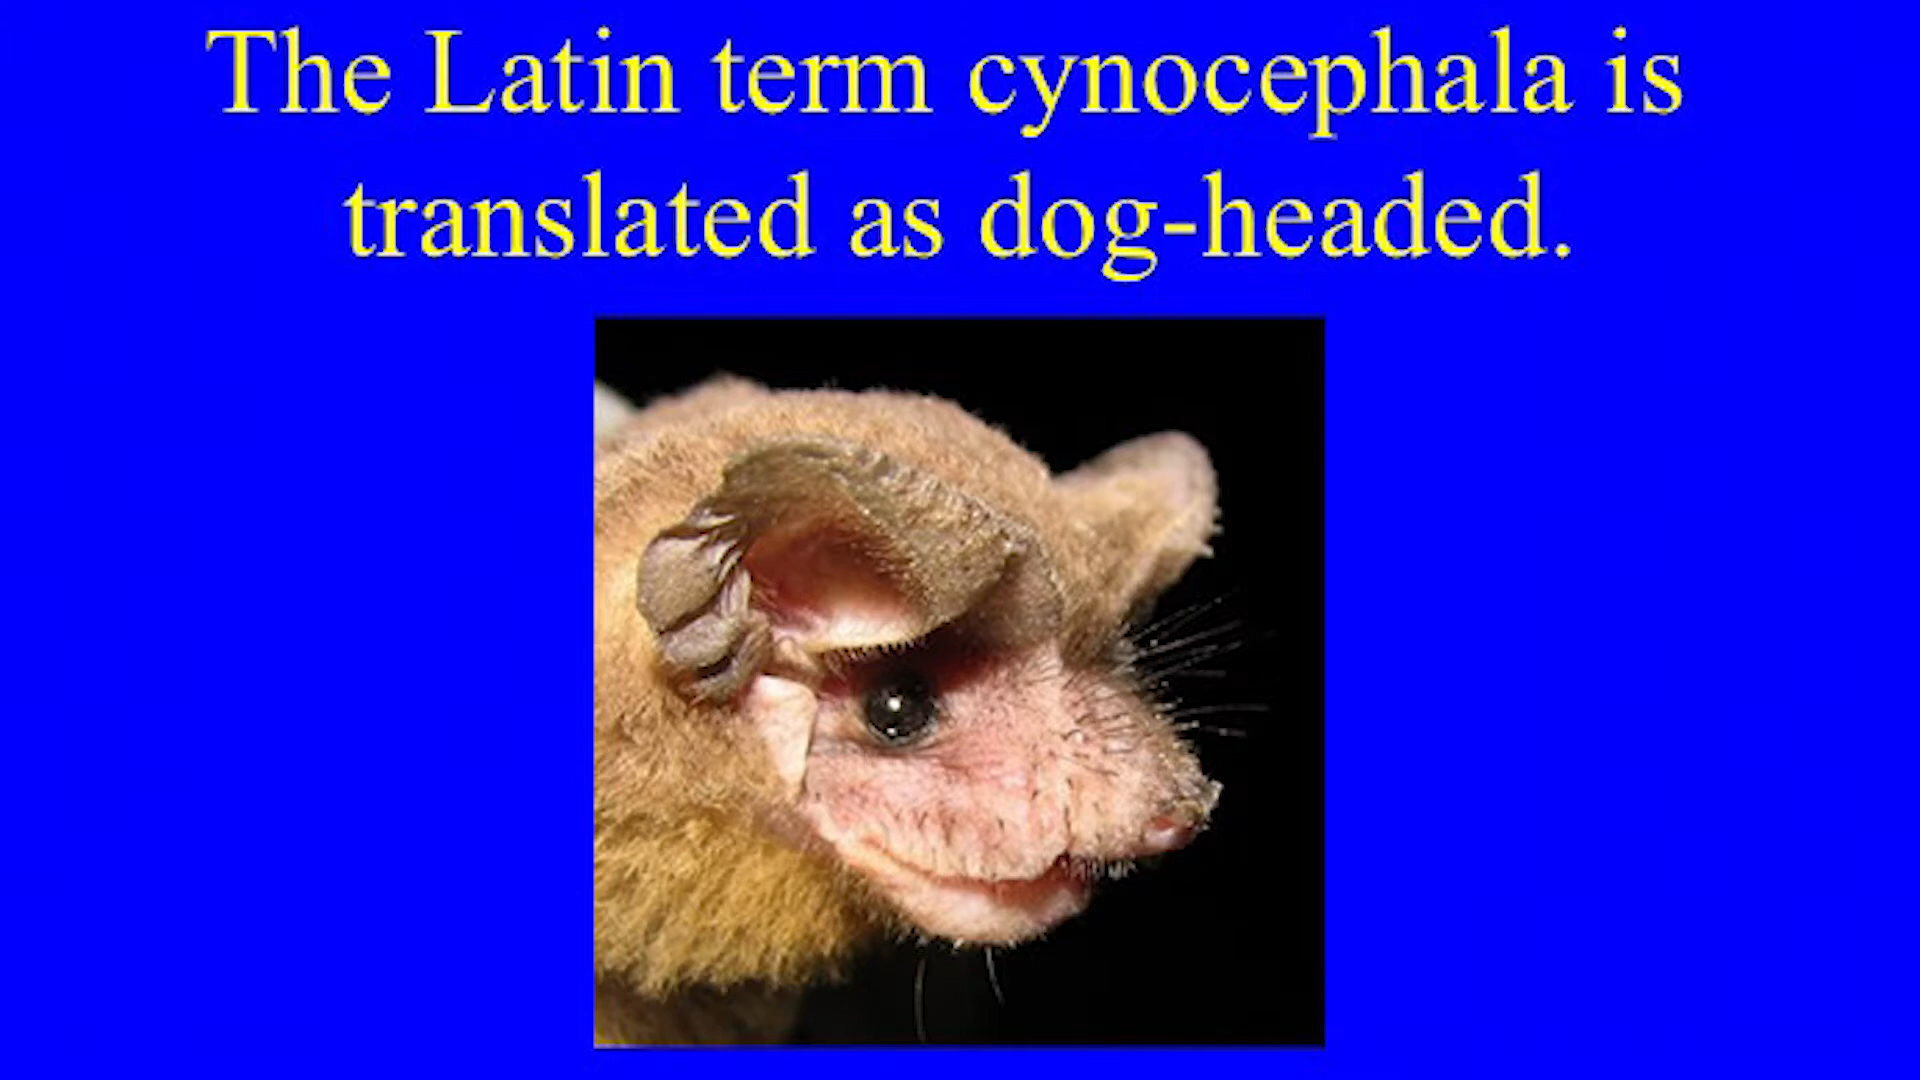 The Latin term cynocephala is
translated as dog-headed.